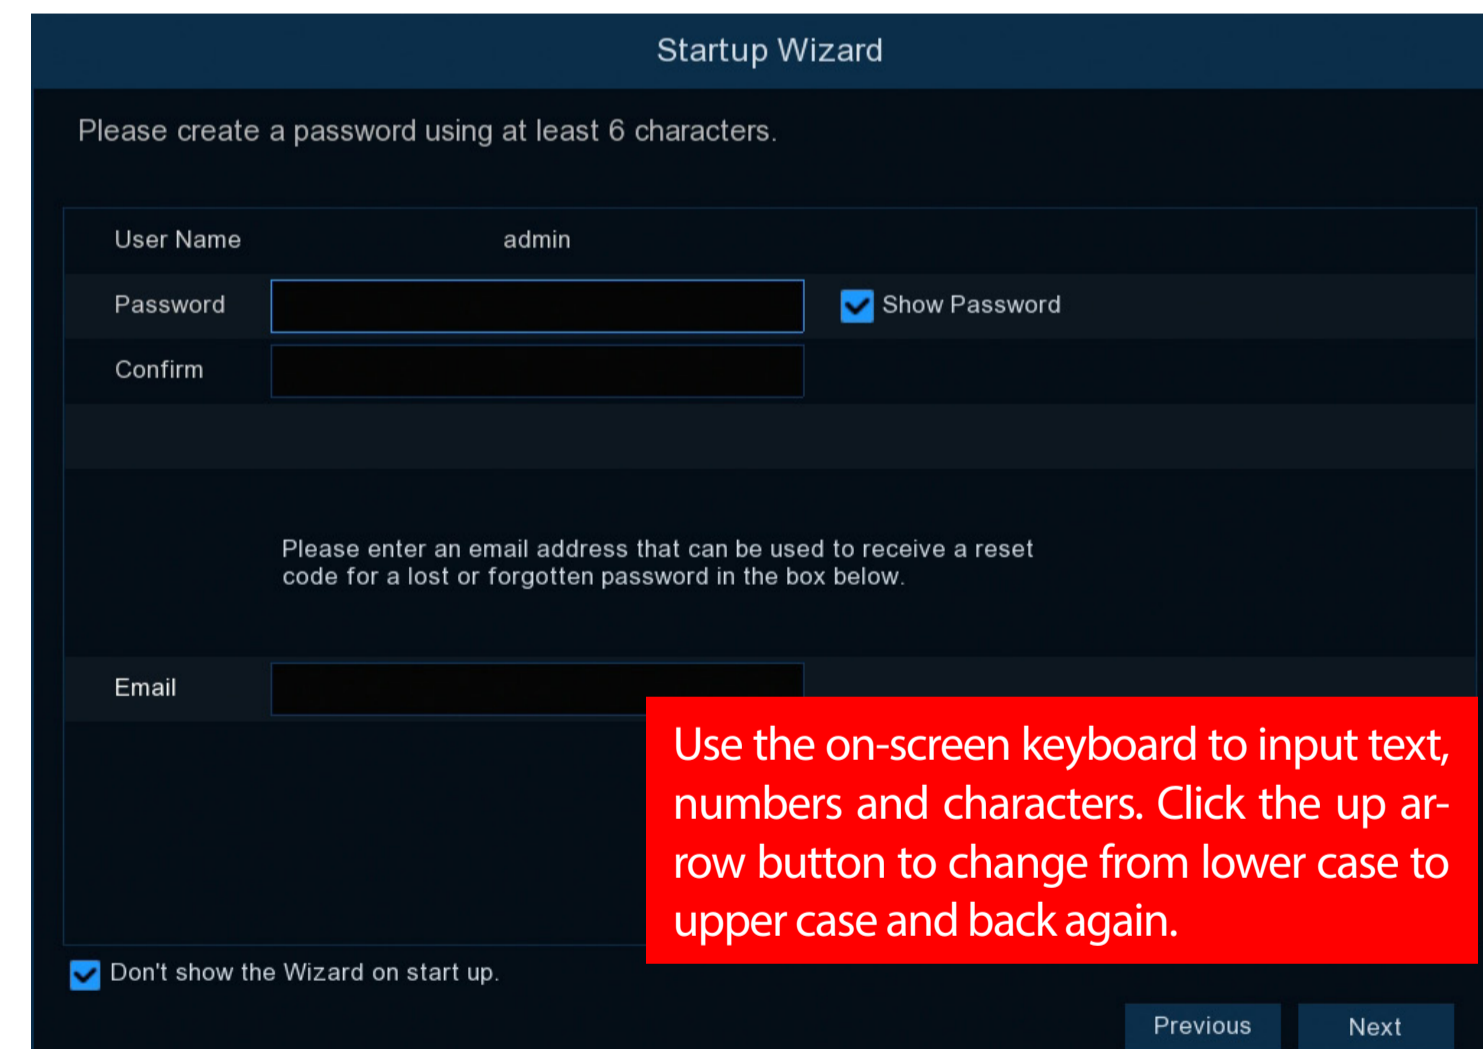 Startup Wizard
Please create a password using at least 6 characters.
User Name admin
Password Show Password
Confirm
Please enter an email address that can be used to receive a reset
code for a lost or forgotten password in the box below.
Email
Use the on-screen keyboard to input text,
numbers and characters. Click the up ar-
row button to change from lower case to
upper case and back again.
Don't show the Wizard on start up.
Previous Next